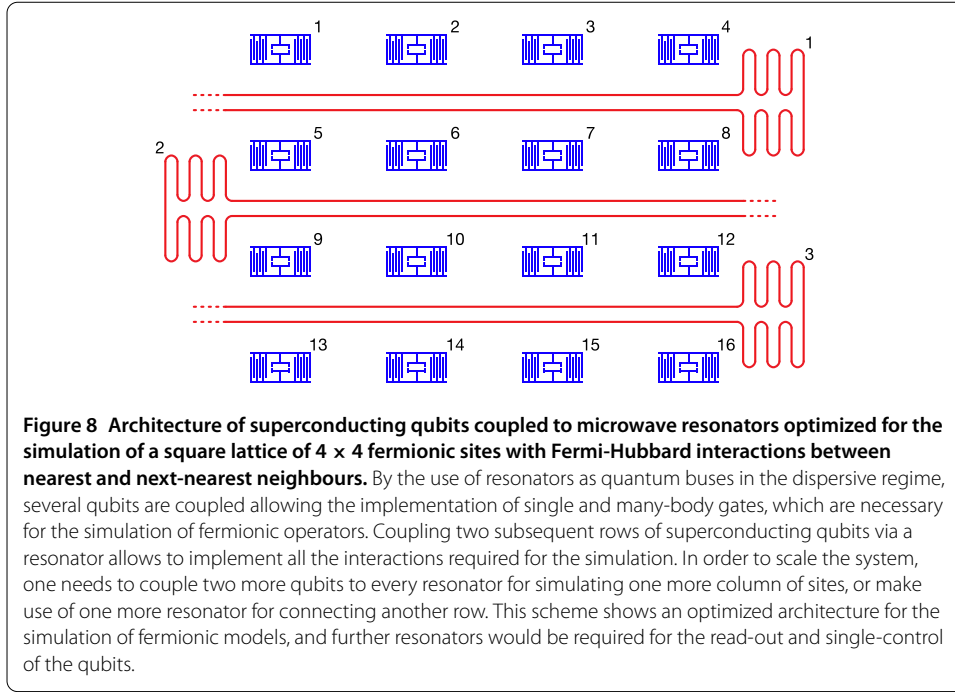 1 2 3 4 1
5 6 7 8
2
9 10 11 12 3
13 14 15 16
Figure 8 Architecture of superconducting qubits coupled to microwave resonators optimized for the
simulation of a square lattice of 4 × 4 fermionic sites with Fermi-Hubbard interactions between
nearest and next-nearest neighbours. By the use of resonators as quantum buses in the dispersive regime,
several qubits are coupled allowing the implementation of single and many-body gates, which are necessary
for the simulation of fermionic operators. Coupling two subsequent rows of superconducting qubits via a
resonator allows to implement all the interactions required for the simulation. In order to scale the system,
one needs to couple two more qubits to every resonator for simulating one more column of sites, or make
use of one more resonator for connecting another row. This scheme shows an optimized architecture for the
simulation of fermionic models, and further resonators would be required for the read-out and single-control
of the qubits.